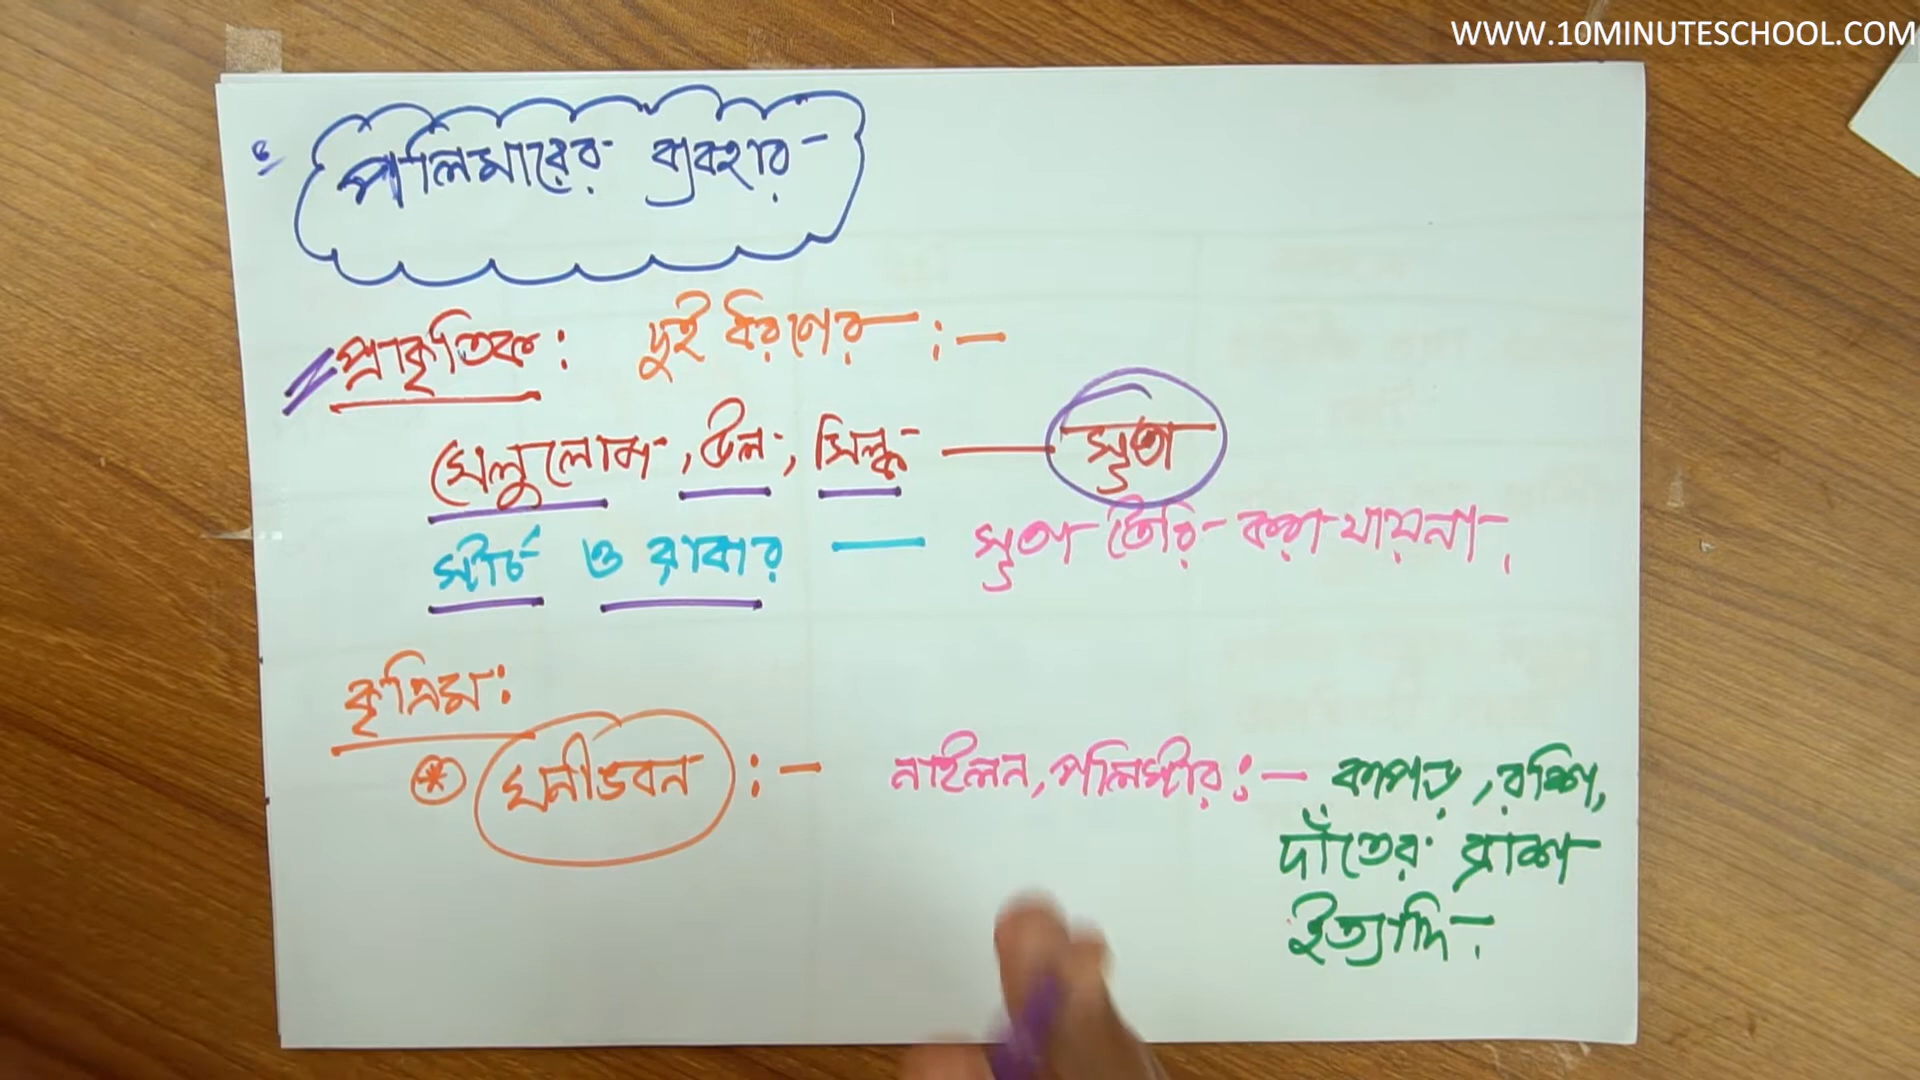 WWW.10MINUTESCHOOL.COM
পলিমারের ব্যবহার
প্রাকৃতিক: দুই ধরণের :-
সেলুলোজ, উল, সিল্ক — সুতা
স্টার্চ ও রাবার — সুতা তৈরি করা যায়না.
কৃত্রিম:
* ঘনীভবন :- নাইলন, পলিস্টার :- কাপড়, রশি,
দাঁতের ব্রাশ
ইত্যাদি.